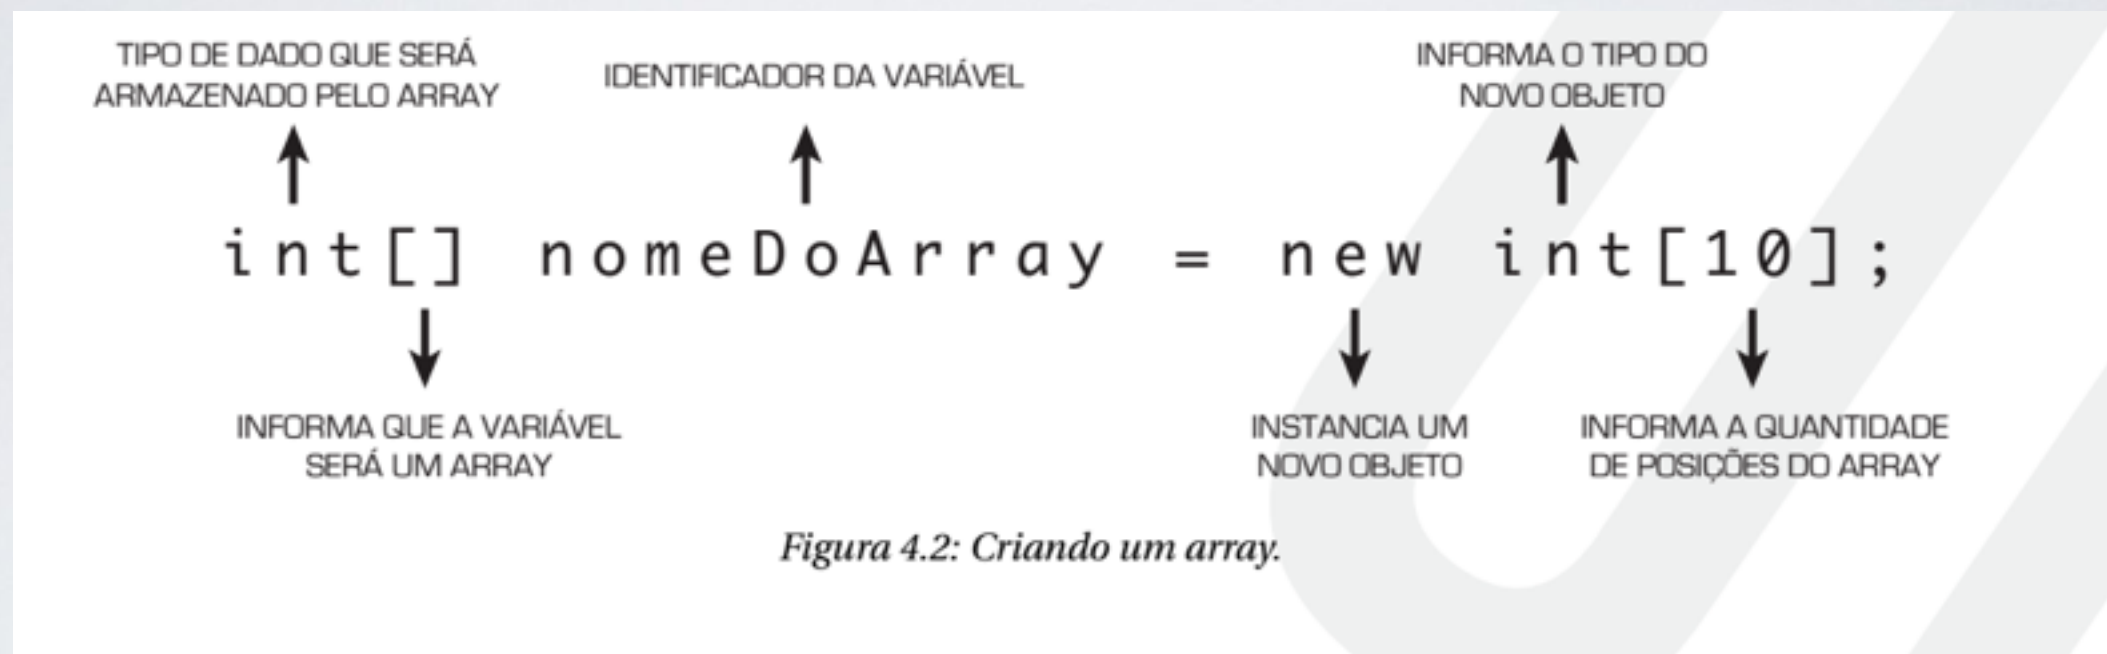 TIPO DE DADO QUE SERÁ
ARMAZENADO PELO ARRAY
IDENTIFICADOR DA VARIÁVEL
INFORMA O TIPO DO
NOVO OBJETO
int[] nomeDoArray = new int[10];
INFORMA QUE A VARIÁVEL
SERÁ UM ARRAY
INSTANCIA UM
NOVO OBJETO
INFORMA A QUANTIDADE
DE POSIÇÕES DO ARRAY
Figura 4.2: Criando um array.